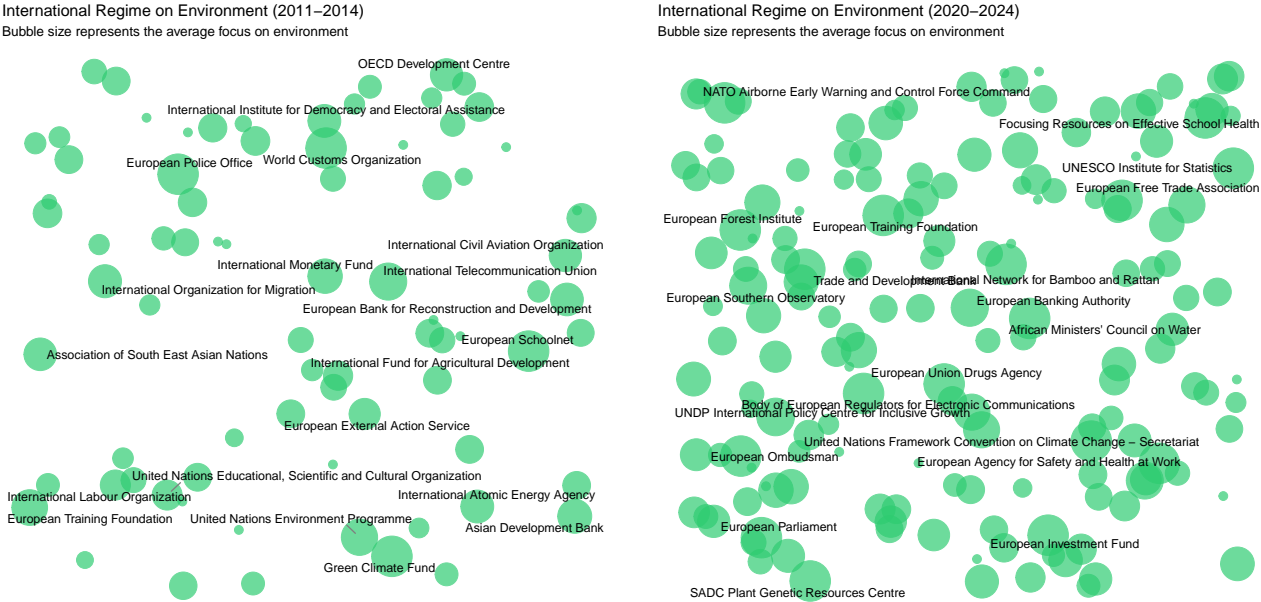 International Regime on Environment (2011−2014)
Bubble size represents the average focus on environment
OECD Development Centre
International Institute for Democracy and Electoral Assistance
European Police Office
World Customs Organization
International Civil Aviation Organization
International Monetary Fund
International Telecommunication Union
International Organization for Migration
European Bank for Reconstruction and Development
European Schoolnet
Association of South East Asian Nations
International Fund for Agricultural Development
European External Action Service
United Nations Educational, Scientific and Cultural Organization
International Labour Organization
International Atomic Energy Agency
European Training Foundation
United Nations Environment Programme
Asian Development Bank
Green Climate Fund
International Regime on Environment (2020−2024)
Bubble size represents the average focus on environment
NATO Airborne Early Warning and Control Force Command
Focusing Resources on Effective School Health
UNESCO Institute for Statistics
European Free Trade Association
European Forest Institute
European Training Foundation
Trade and Development Bank
International Network for Bamboo and Rattan
European Southern Observatory
European Banking Authority
African Ministers' Council on Water
European Union Drugs Agency
Body of European Regulators for Electronic Communications
UNDP International Policy Centre for Inclusive Growth
United Nations Framework Convention on Climate Change − Secretariat
European Ombudsman
European Agency for Safety and Health at Work
European Parliament
European Investment Fund
SADC Plant Genetic Resources Centre